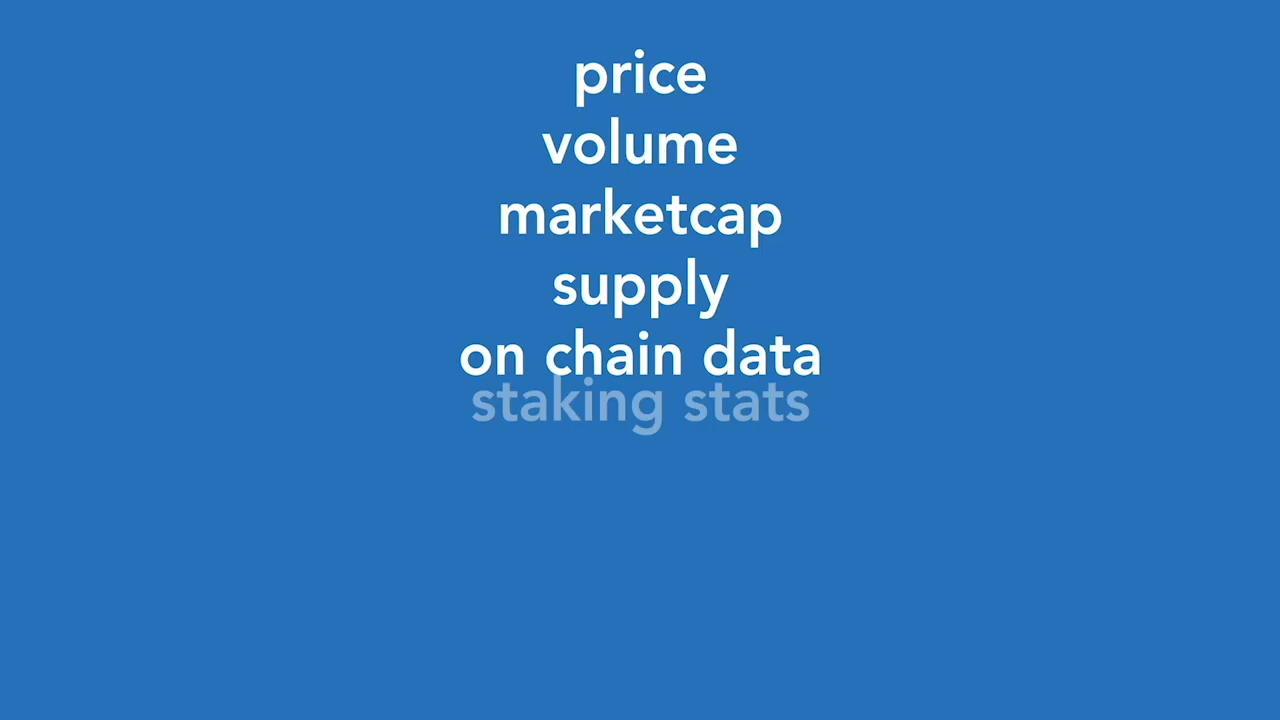 price
volume
marketcap
supply
on chain data
staking stats